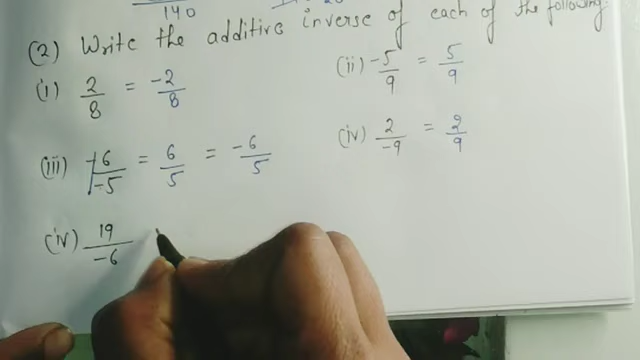 140
(2) Write the additive inverse of each of the following.
(i) 2/8 = -2/8
(ii) -5/9 = 5/9
(iii) -6/-5 = 6/5 = -6/5
(iv) 2/-9 = 2/9
(iv) 19/-6